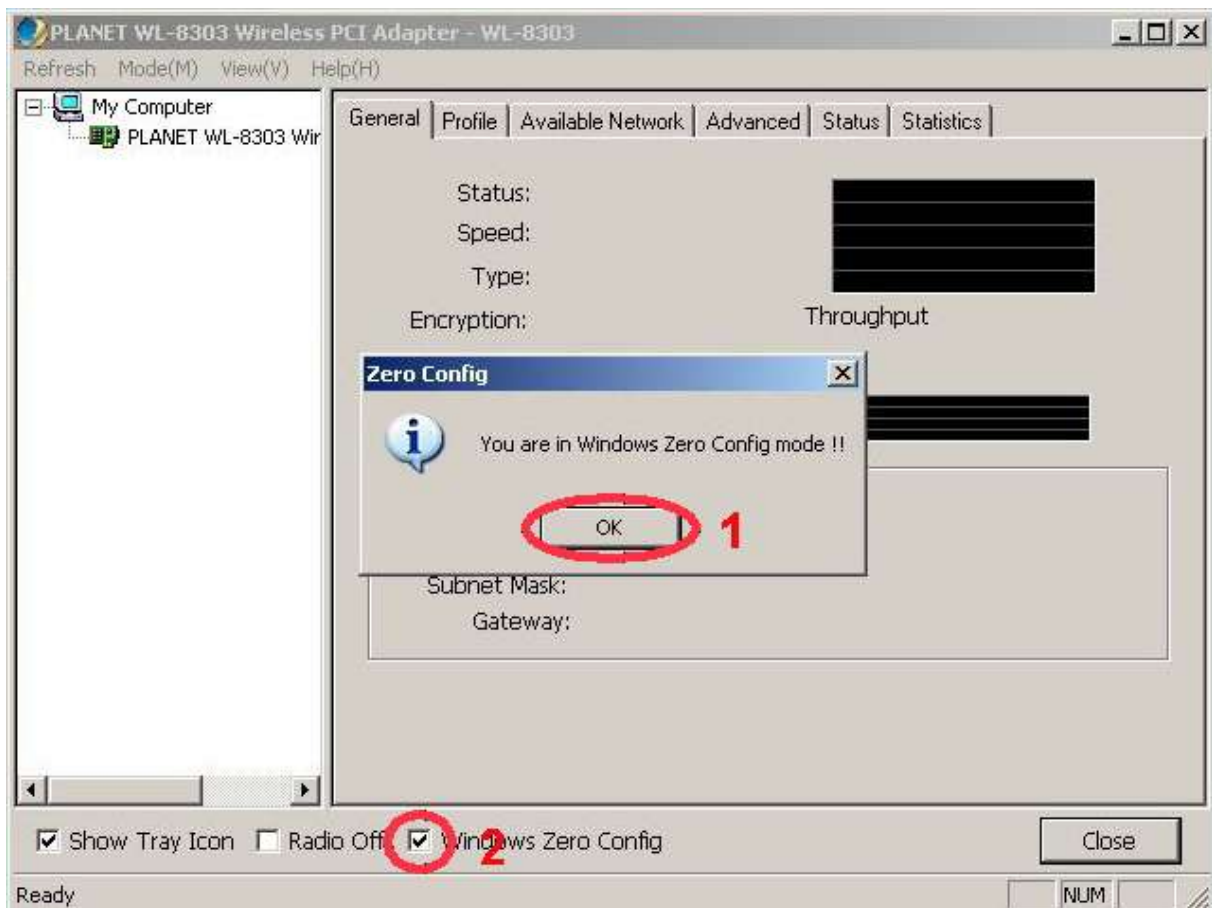 PLANET WL-8303 Wireless PCI Adapter - WL-8303
Refresh Mode(M) View(V) Help(H)
My Computer
PLANET WL-8303 Wir
General Profile Available Network Advanced Status Statistics
Status:
Speed:
Type:
Encryption:
Throughput
Zero Config
You are in Windows Zero Config mode !!
OK
1
Subnet Mask:
Gateway:
Show Tray Icon Radio Off Windows Zero Config Close
2
Ready NUM